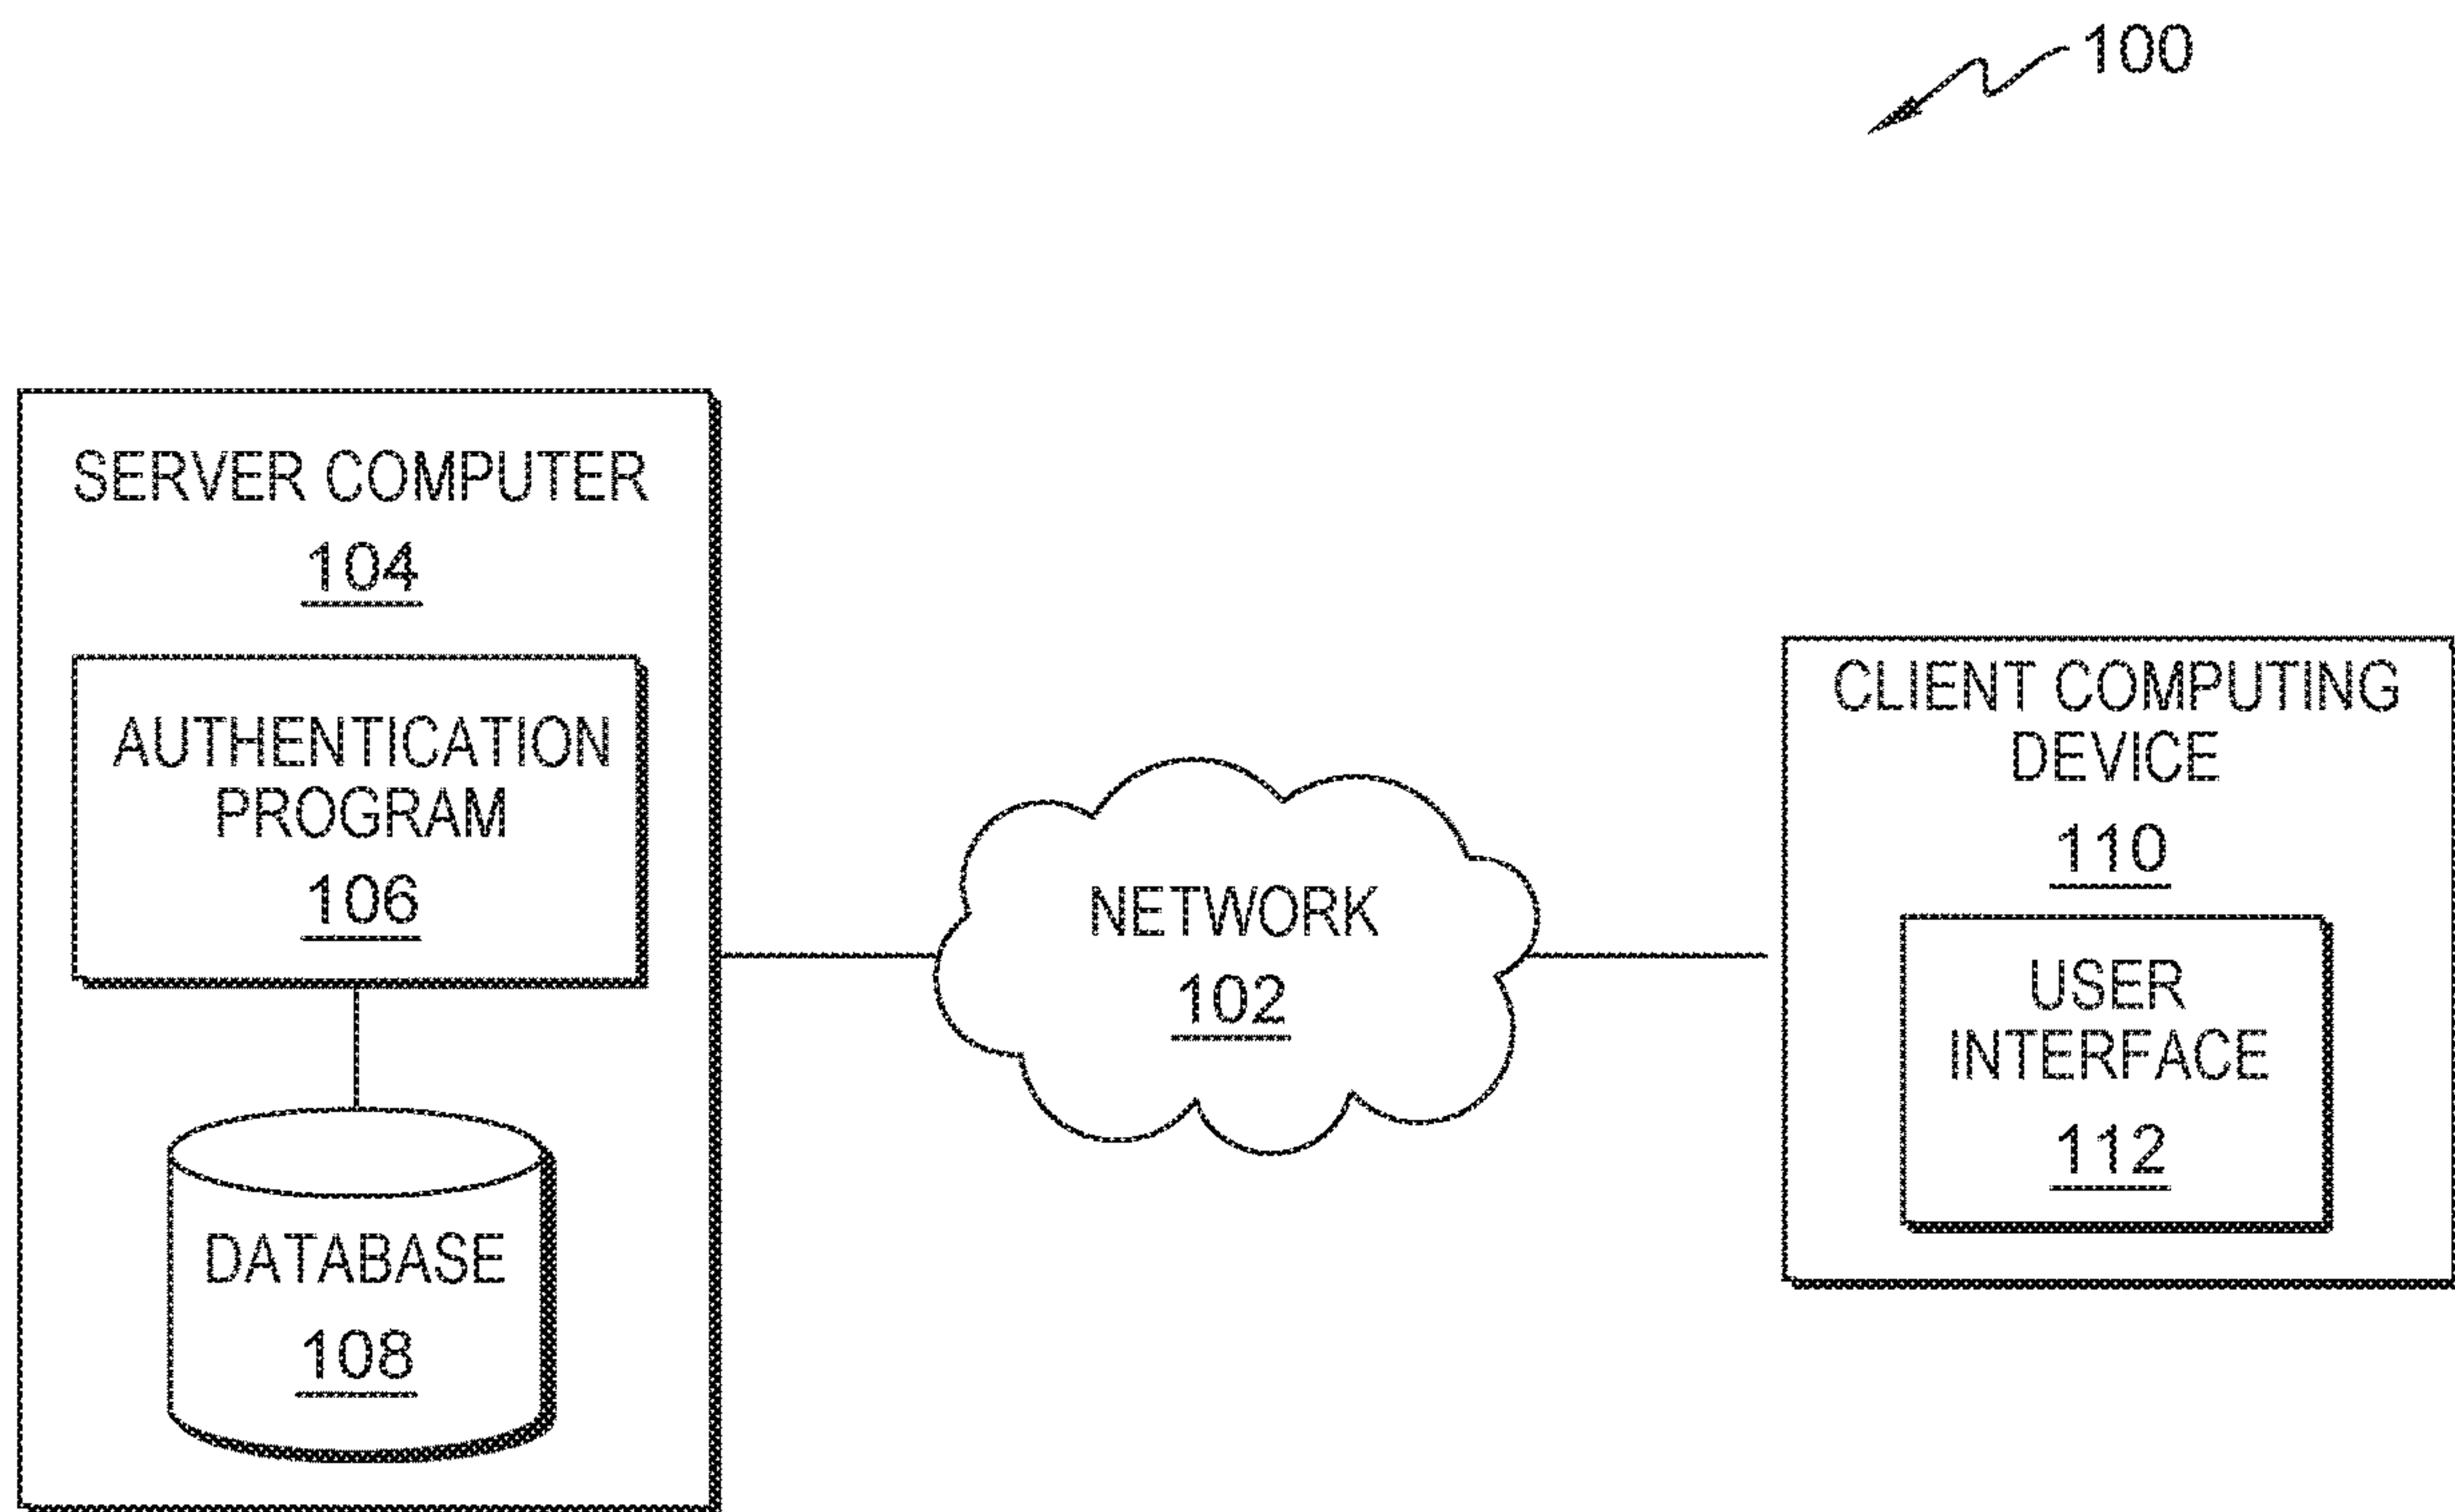 100
SERVER COMPUTER
104
AUTHENTICATION
PROGRAM
106
DATABASE
108
NETWORK
102
CLIENT COMPUTING
DEVICE
110
USER
INTERFACE
112